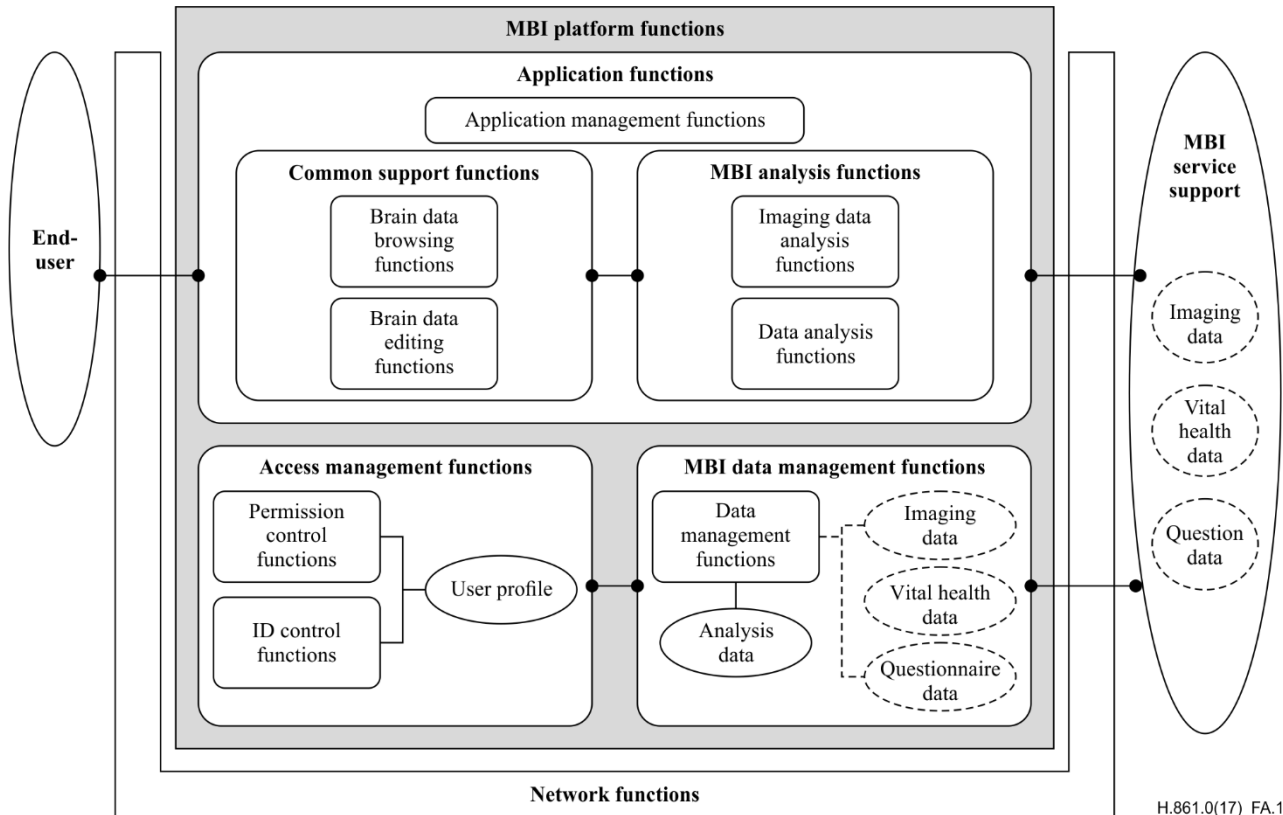 MBI platform functions
Application functions
Application management functions
Common support functions
Brain data
browsing
functions
Brain data
editing
functions
MBI analysis functions
Imaging data
analysis
functions
Data analysis
functions
End-
user
MBI
service
support
Imaging
data
Vital
health
data
Question
data
Access management functions
Permission
control
functions
ID control
functions
User profile
MBI data management functions
Data
management
functions
Analysis
data
Imaging
data
Vital health
data
Questionnaire
data
Network functions
H.861.0(17)_FA.1